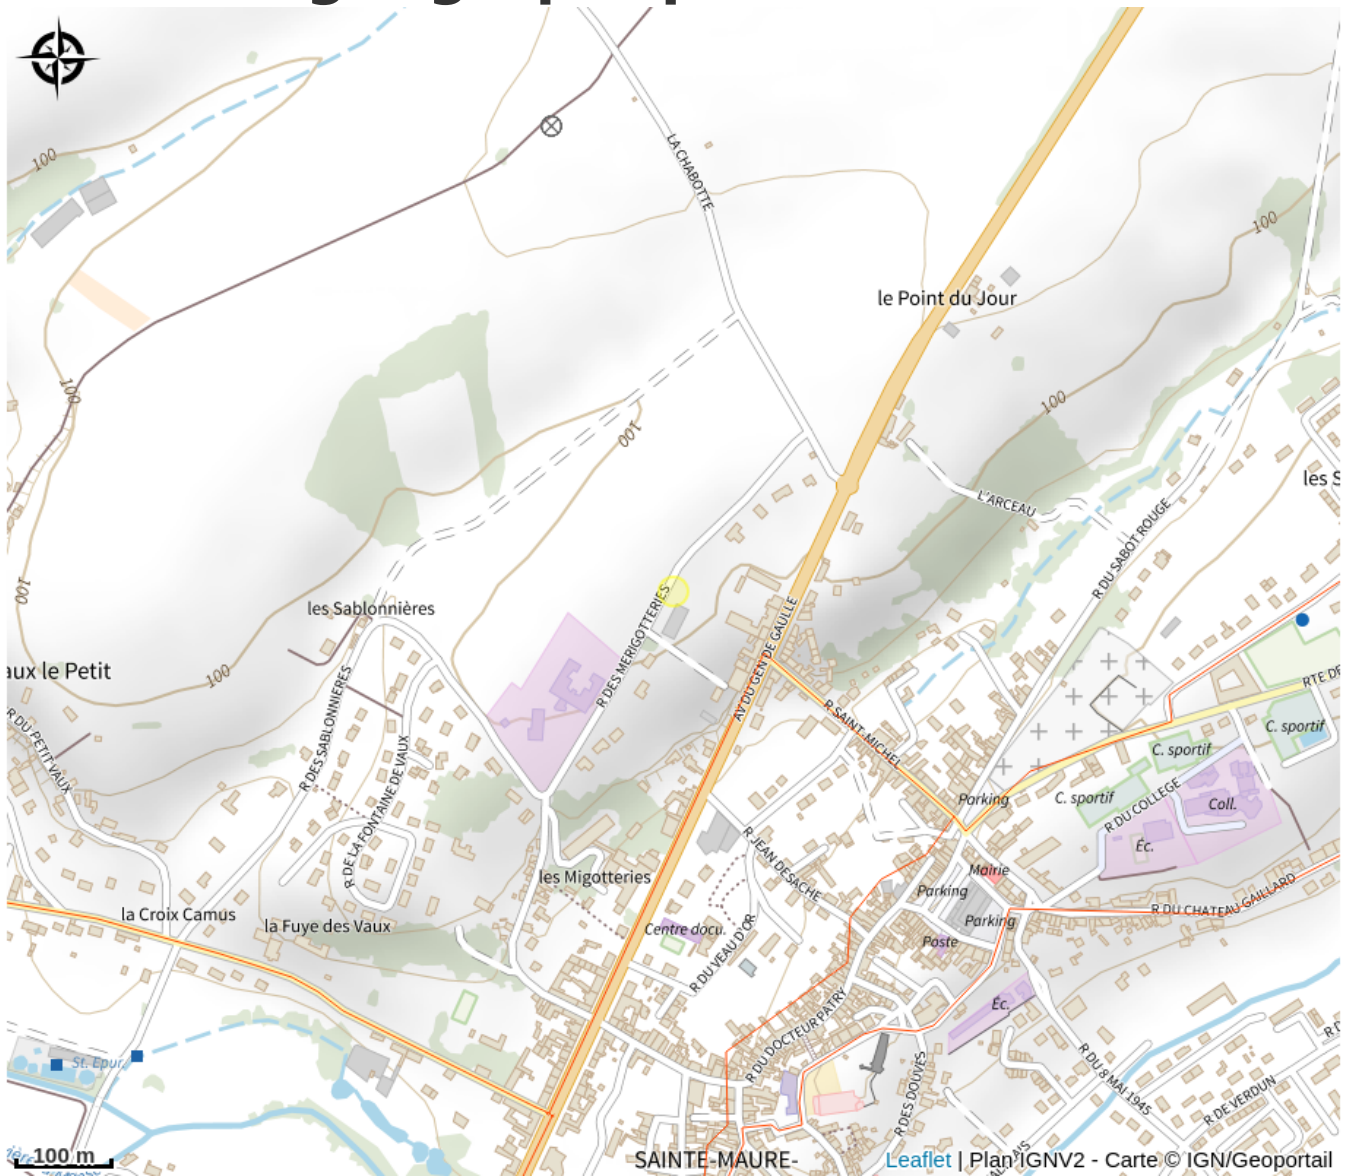 100
LA CHABOTTE
100
le Point du Jour
100
100
100
les S
L'ARCEAU
R DU SABOT ROUGE
100
les Sablonnières
R DES MERIGOTTERIES
AV DU GEN DE GAULLE
aux le Petit
100
R DES SABLONNIERES
RTE DE
R DU PETIT VAUX
R SAINT-MICHEL
C. sportif
C. sportif
R DE LA FONTAINE DE VAUX
Parking
C. sportif
R DU COLLEGE
Coll.
R JEAN DESACHE
Éc.
Mairie
les Migotteries
Parking
R DU CHATEAU GAILLARD
la Croix Camus
la Fuye des Vaux
Parking
Centre docu.
Poste
R DU VEAU D'OR
Éc.
R DU DOCTEUR PATRY
St. Epur.
R DES DOUVES
R DU 8 MAI 1945
R DE VERDUN
R D
100 m
SAINTE-MAURE-
Leaflet | Plan IGNV2 - Carte © IGN/Geoportail